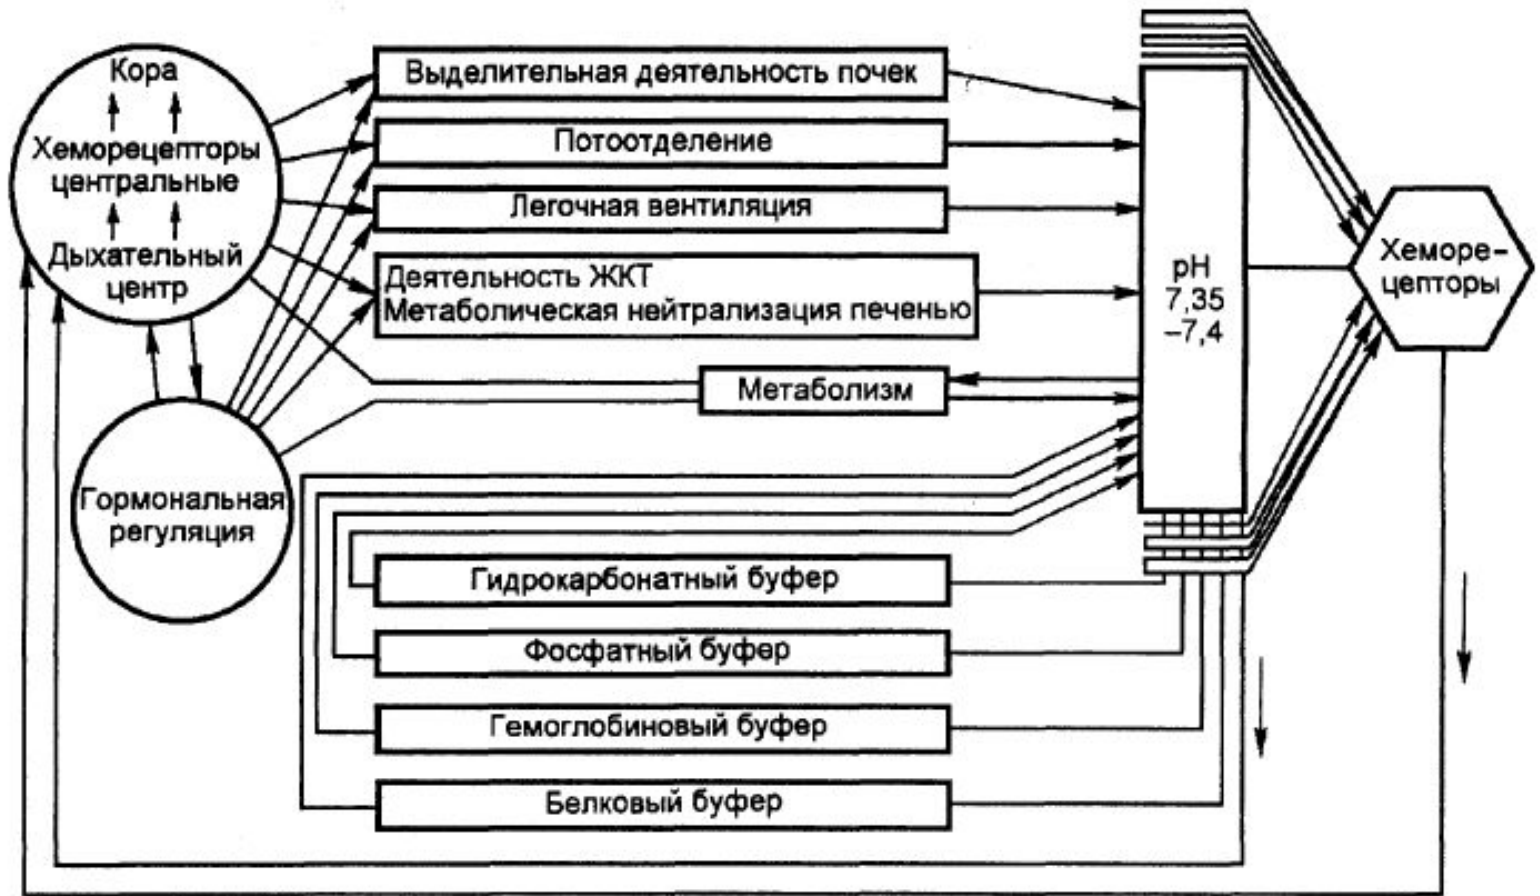 Кора
Хеморецепторы
центральные
Дыхательный
центр
Гормональная
регуляция
Выделительная деятельность почек
Потоотделение
Легочная вентиляция
Деятельность ЖКТ
Метаболическая нейтрализация печенью
Метаболизм
Гидрокарбонатный буфер
Фосфатный буфер
Гемоглобиновый буфер
Белковый буфер
pH
7,35
–7,4
Хеморе-
цепторы